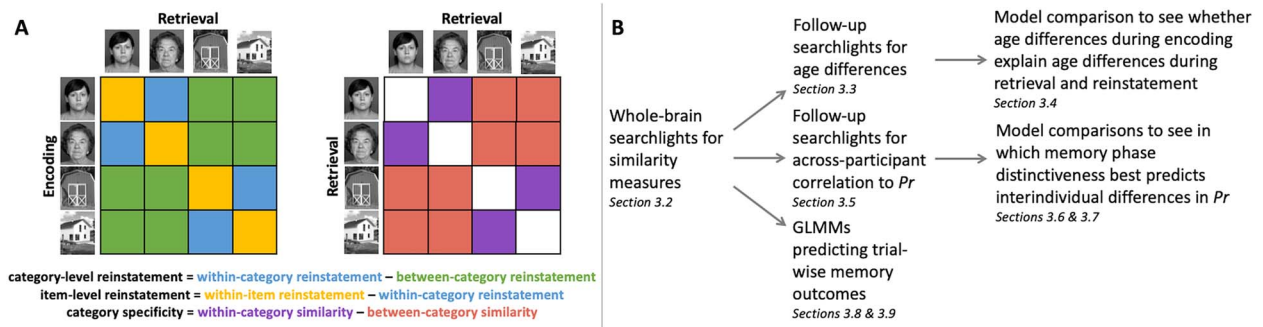 A
Retrieval
Encoding
Retrieval
Retrieval
category-level reinstatement = within-category reinstatement – between-category reinstatement
item-level reinstatement = within-item reinstatement – within-category reinstatement
category specificity = within-category similarity – between-category similarity
B
Whole-brain
searchlights for
similarity
measures
Section 3.2
Follow-up
searchlights for
age differences
Section 3.3
Model comparison to see whether
age differences during encoding
explain age differences during
retrieval and reinstatement
Section 3.4
Follow-up
searchlights for
across-participant
correlation to Pr
Section 3.5
Model comparisons to see in
which memory phase
distinctiveness best predicts
interindividual differences in Pr
Sections 3.6 & 3.7
GLMMs
predicting trial-
wise memory
outcomes
Sections 3.8 & 3.9